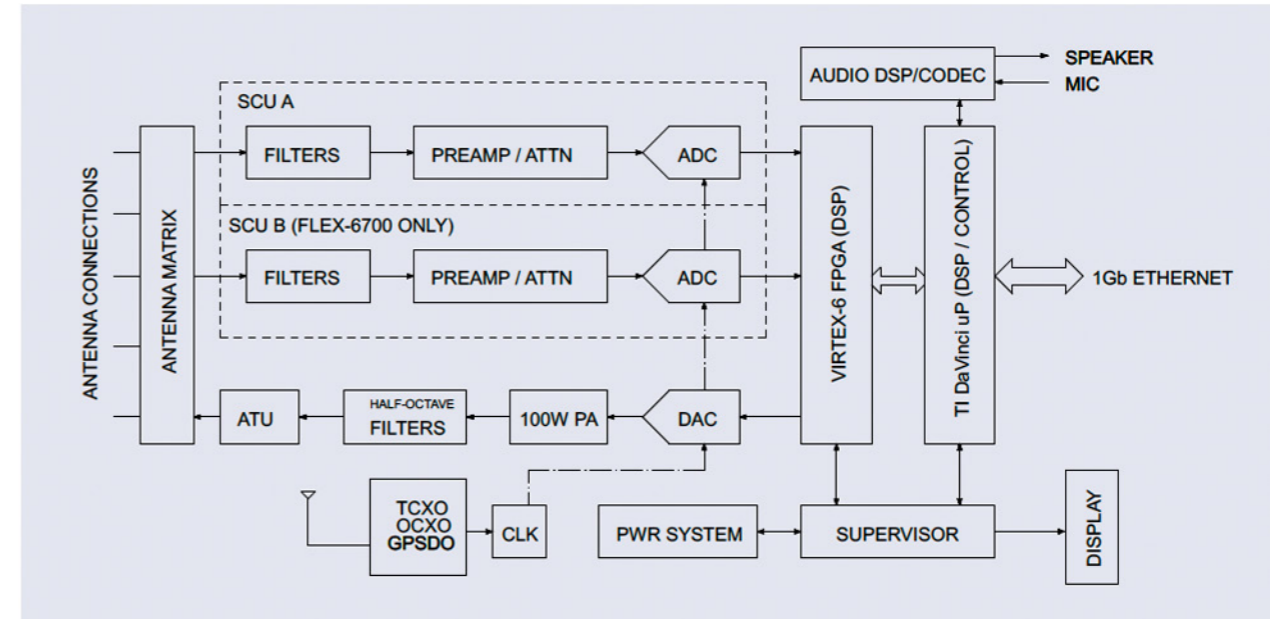 AUDIO DSP/CODEC
SPEAKER
MIC
SCU A
FILTERS
PREAMP / ATTN
ADC
SCU B (FLEX-6700 ONLY)
FILTERS
PREAMP / ATTN
ADC
ANTENNA CONNECTIONS
ANTENNA MATRIX
VIRTEX-6 FPGA (DSP)
TI DaVinci uP (DSP / CONTROL)
1Gb ETHERNET
ATU
HALF-OCTAVE
FILTERS
100W PA
DAC
TCXO
OCXO
GPSDO
CLK
PWR SYSTEM
SUPERVISOR
DISPLAY